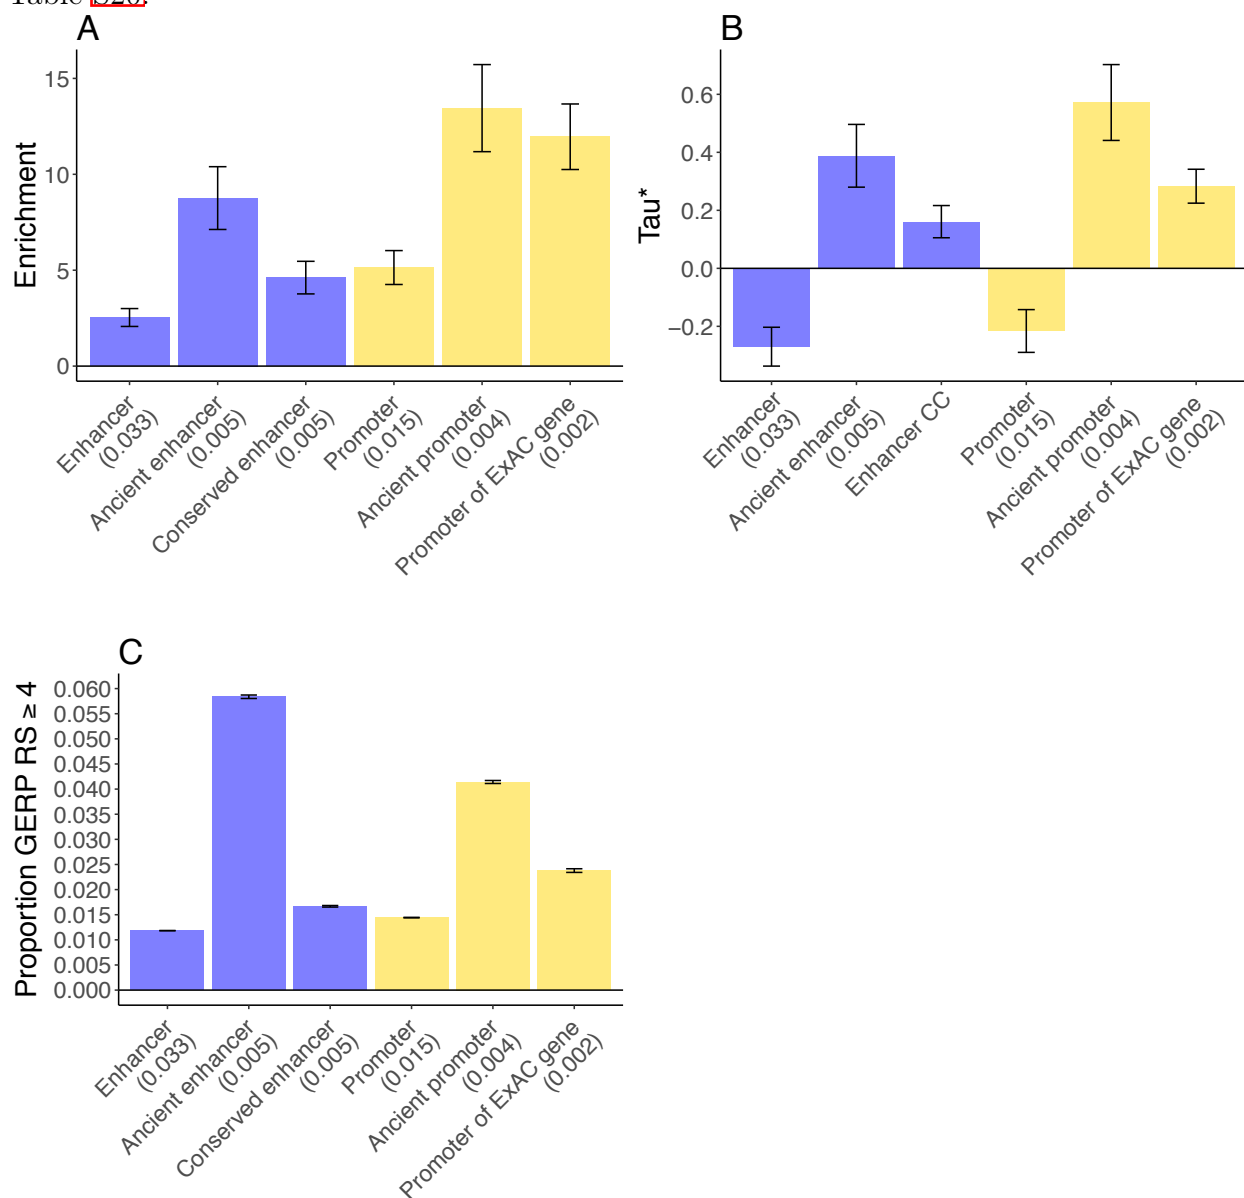 Table S20.
A
Enrichment
15
10
5
0
Enhancer
(0.033)
Ancient enhancer
(0.005)
Conserved enhancer
(0.005)
Promoter
(0.015)
Ancient promoter
(0.004)
Promoter of ExAC gene
(0.002)
B
Tau*
0.6
0.4
0.2
0.0
−0.2
Enhancer
(0.033)
Ancient enhancer
(0.005)
Enhancer CC
Promoter
(0.015)
Ancient promoter
(0.004)
Promoter of ExAC gene
(0.002)
C
Proportion GERP RS ≥ 4
0.060
0.055
0.050
0.045
0.040
0.035
0.030
0.025
0.020
0.015
0.010
0.005
0.000
Enhancer
(0.033)
Ancient enhancer
(0.005)
Conserved enhancer
(0.005)
Promoter
(0.015)
Ancient promoter
(0.004)
Promoter of ExAC gene
(0.002)